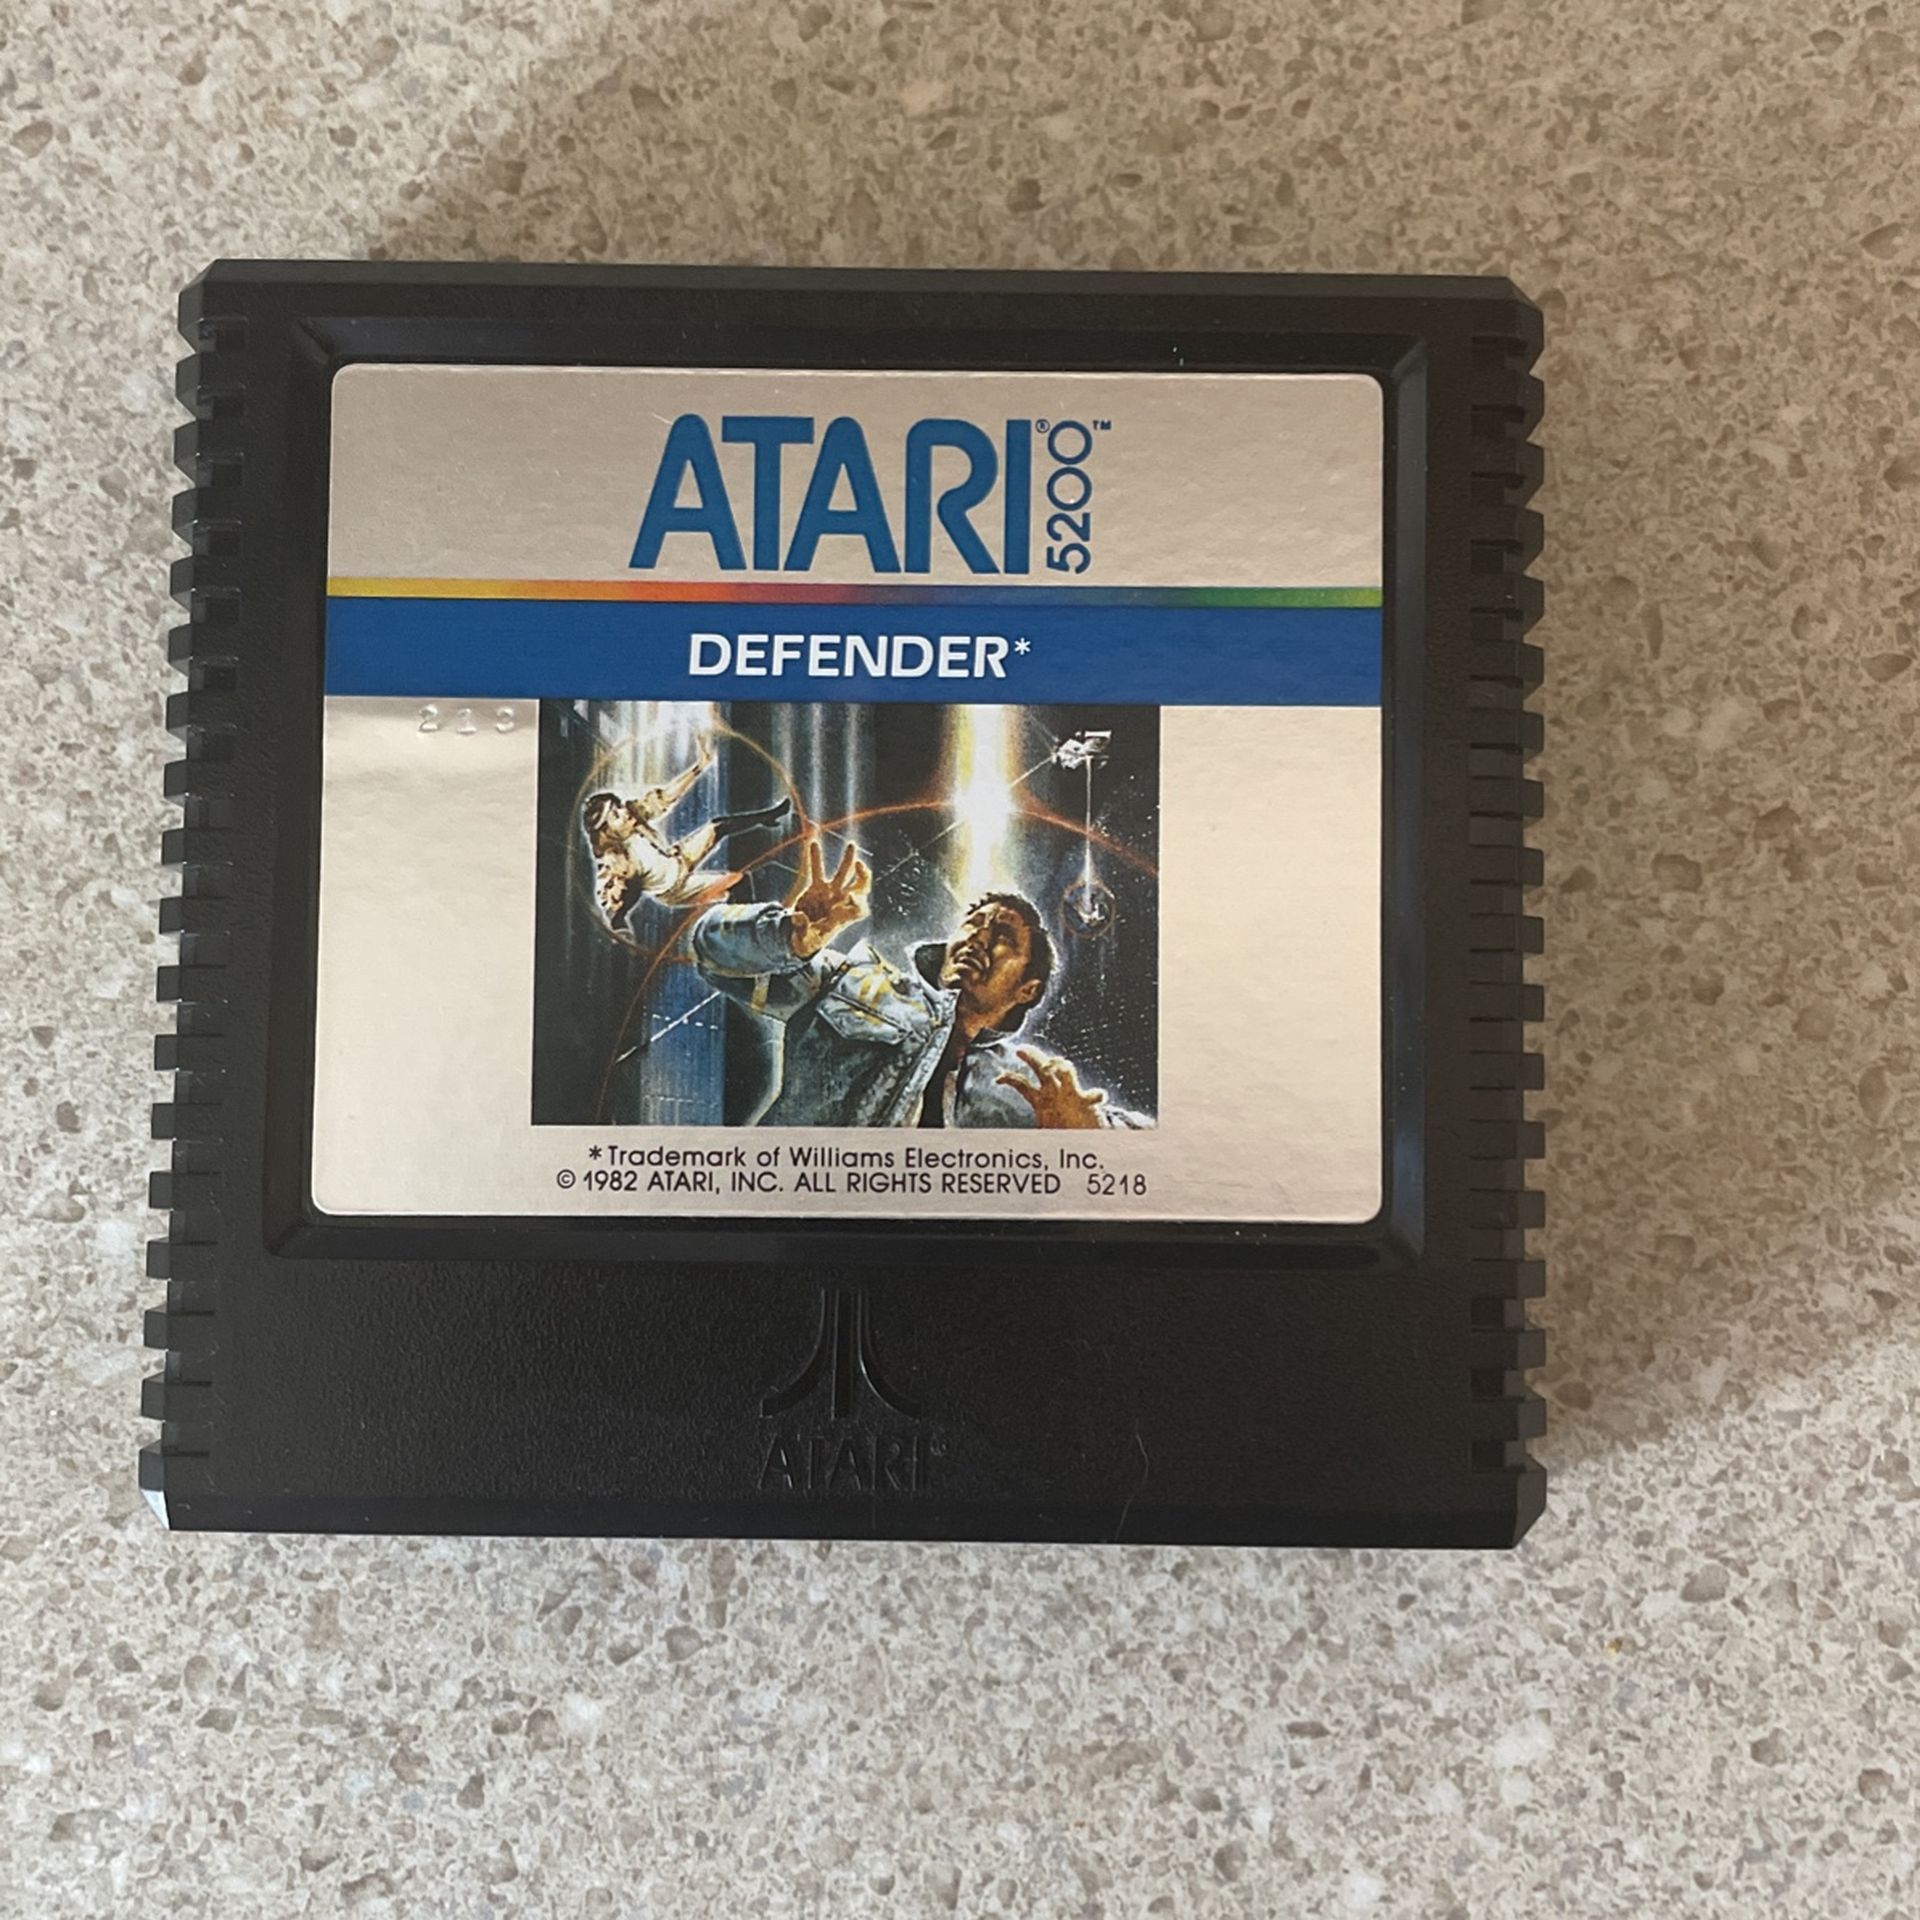 ATARI® 5200™
DEFENDER*
*Trademark of Williams Electronics, Inc.
© 1982 ATARI, INC. ALL RIGHTS RESERVED 5218
ATARI®